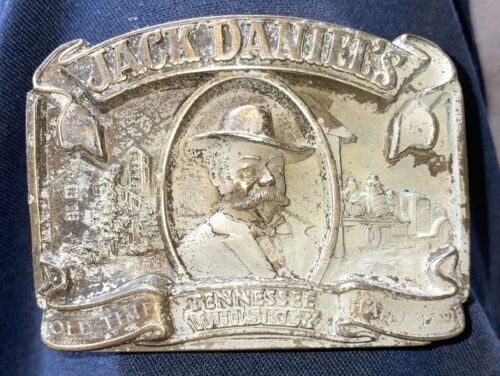 JACK DANIEL'S
OLD TIME
TENNESSEE
WHISKEY